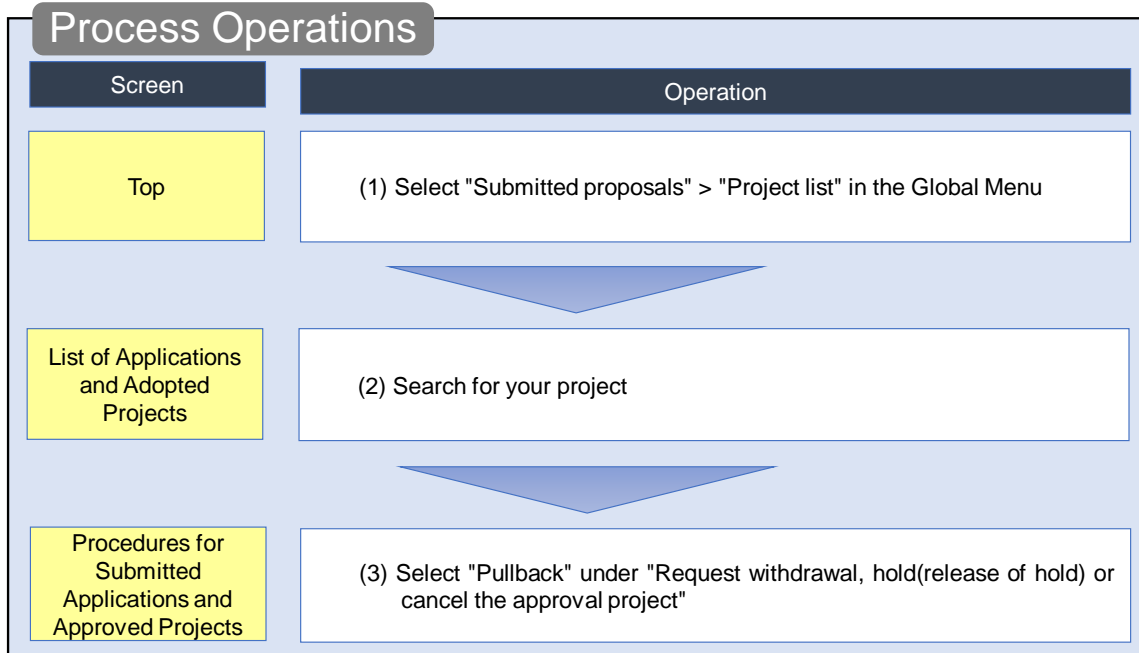 Process Operations
Screen
Operation
Top
(1) Select "Submitted proposals" > "Project list" in the Global Menu
List of Applications
and Adopted
Projects
(2) Search for your project
Procedures for
Submitted
Applications and
Approved Projects
(3) Select "Pullback" under "Request withdrawal, hold(release of hold) or
cancel the approval project"